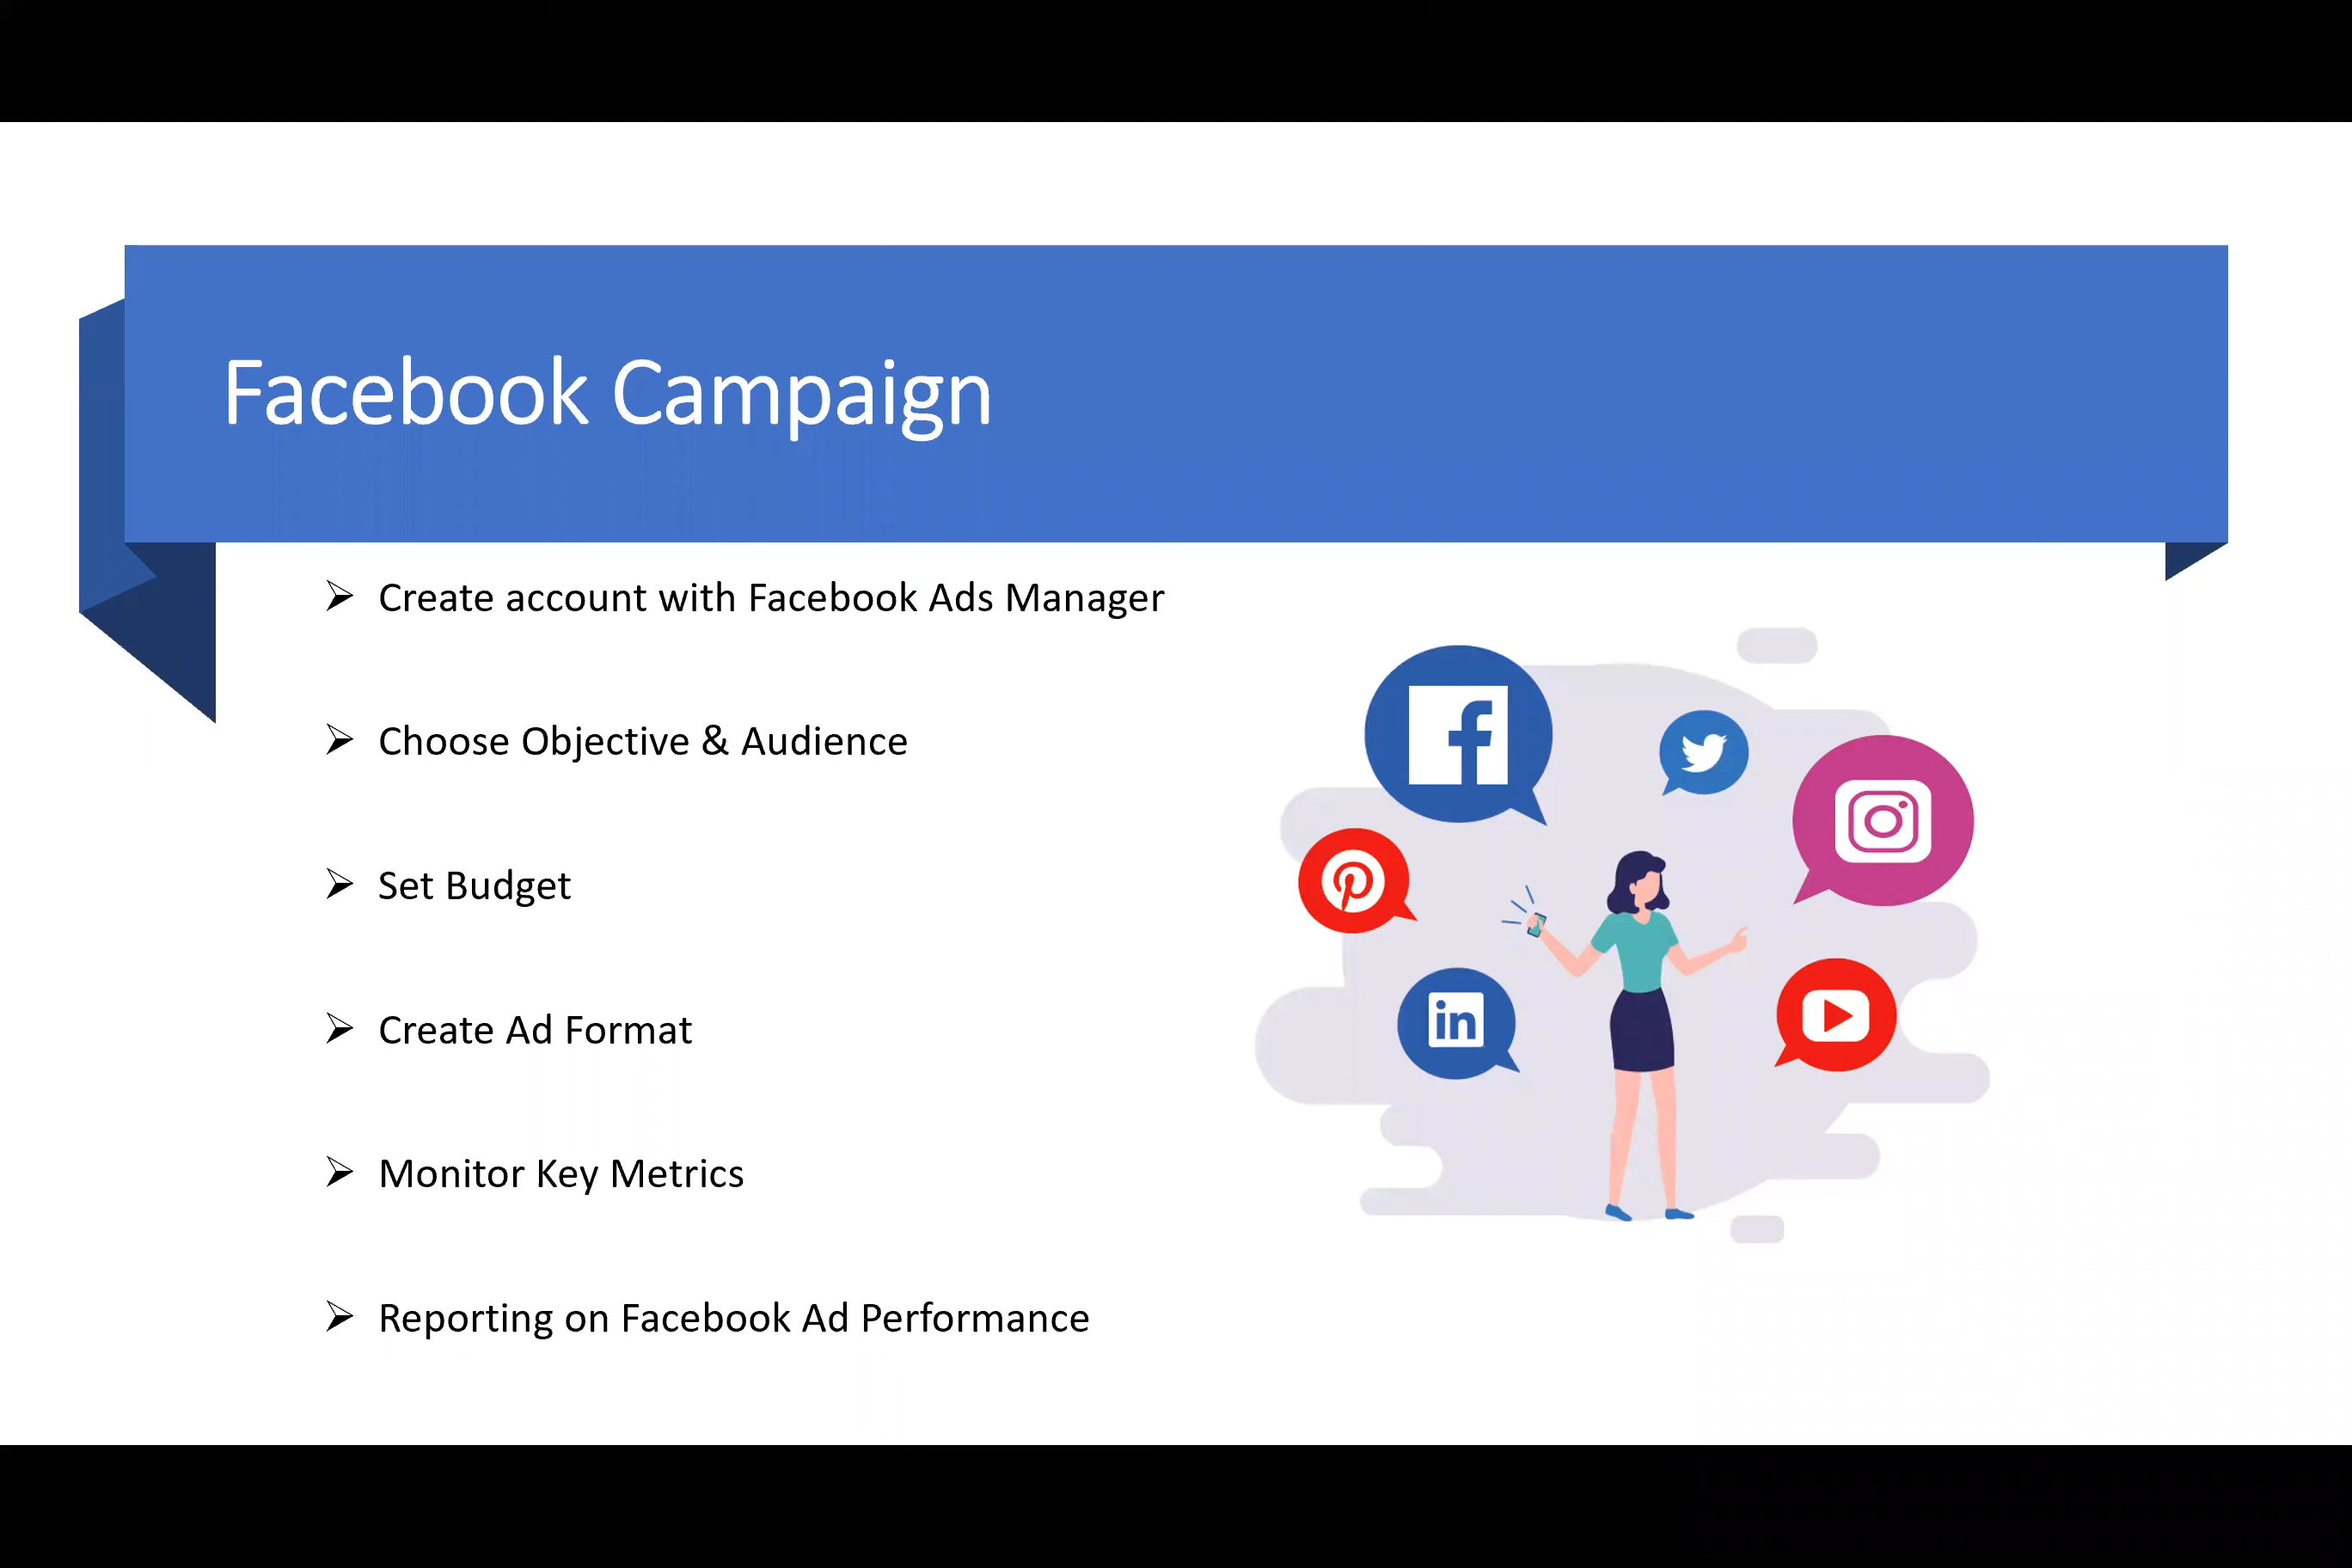 Facebook Campaign
Create account with Facebook Ads Manager
Choose Objective & Audience
Set Budget
Create Ad Format
Monitor Key Metrics
Reporting on Facebook Ad Performance
f
in